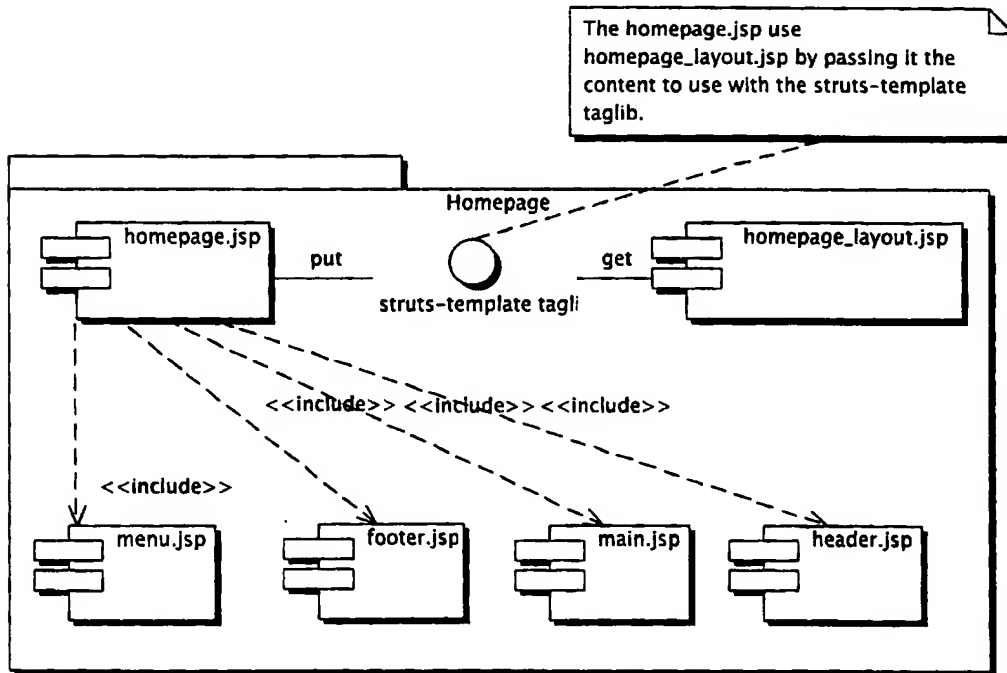 The homepage.jsp use
homepage_layout.jsp by passing it the
content to use with the struts-template
taglib.
Homepage
homepage.jsp
put
get
homepage_layout.jsp
struts-template tagli
<<include>> <<include>> <<include>>
<<include>>
menu.jsp
footer.jsp
main.jsp
header.jsp